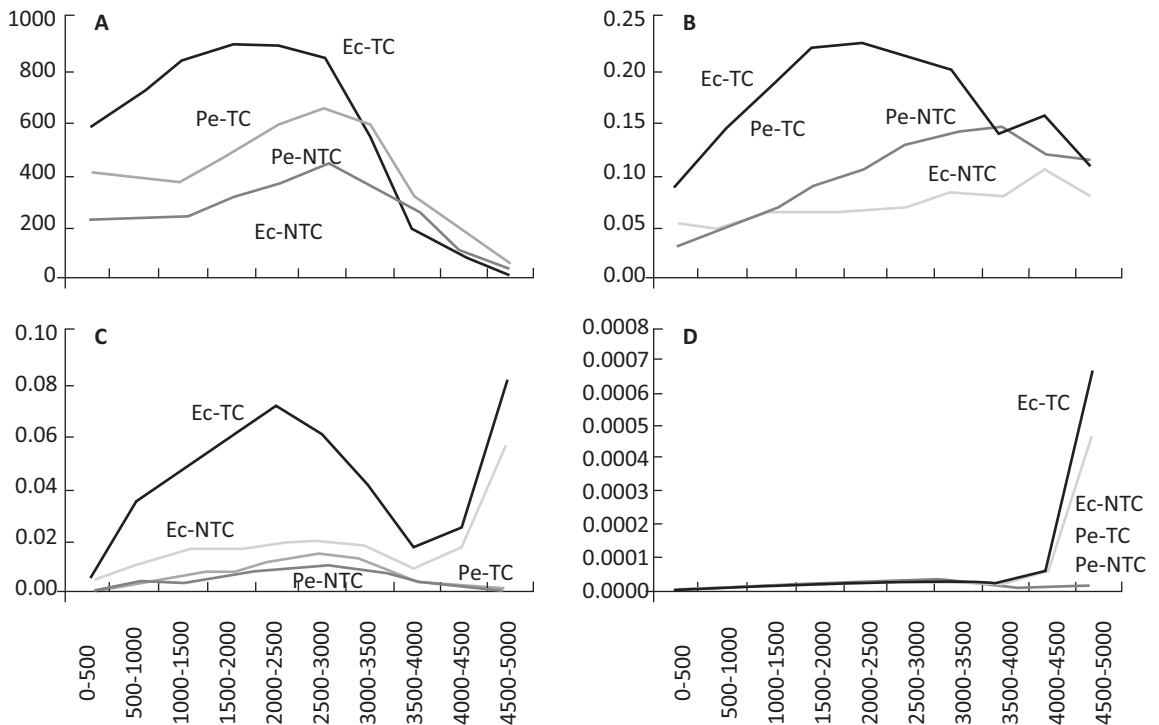 A
1000
800
600
400
200
0
Ec-TC
Pe-TC
Pe-NTC
Ec-NTC
B
0.25
0.20
0.15
0.10
0.05
0.00
Ec-TC
Pe-TC
Pe-NTC
Ec-NTC
C
0.10
0.08
0.06
0.04
0.02
0.00
Ec-TC
Ec-NTC
Pe-NTC
Pe-TC
0-500
500-1000
1000-1500
1500-2000
2000-2500
2500-3000
3000-3500
3500-4000
4000-4500
4500-5000
D
0.0008
0.0007
0.0006
0.0005
0.0004
0.0003
0.0002
0.0001
0.0000
Ec-TC
Ec-NTC
Pe-TC
Pe-NTC
0-500
500-1000
1000-1500
1500-2000
2000-2500
2500-3000
3000-3500
3500-4000
4000-4500
4500-5000